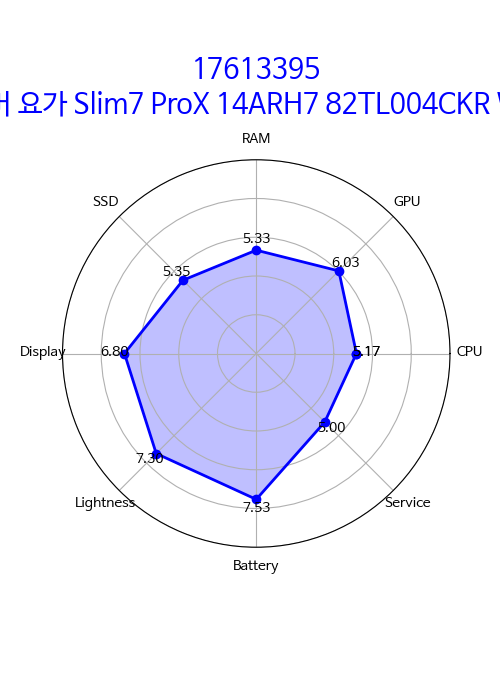 17613395
요가 Slim7 ProX 14ARH7 82TL004CKR
RAM
SSD
GPU
5.33
6.03
5.35
Display
6.80
5.17
CPU
5.00
7.30
Lightness
7.53
Service
Battery